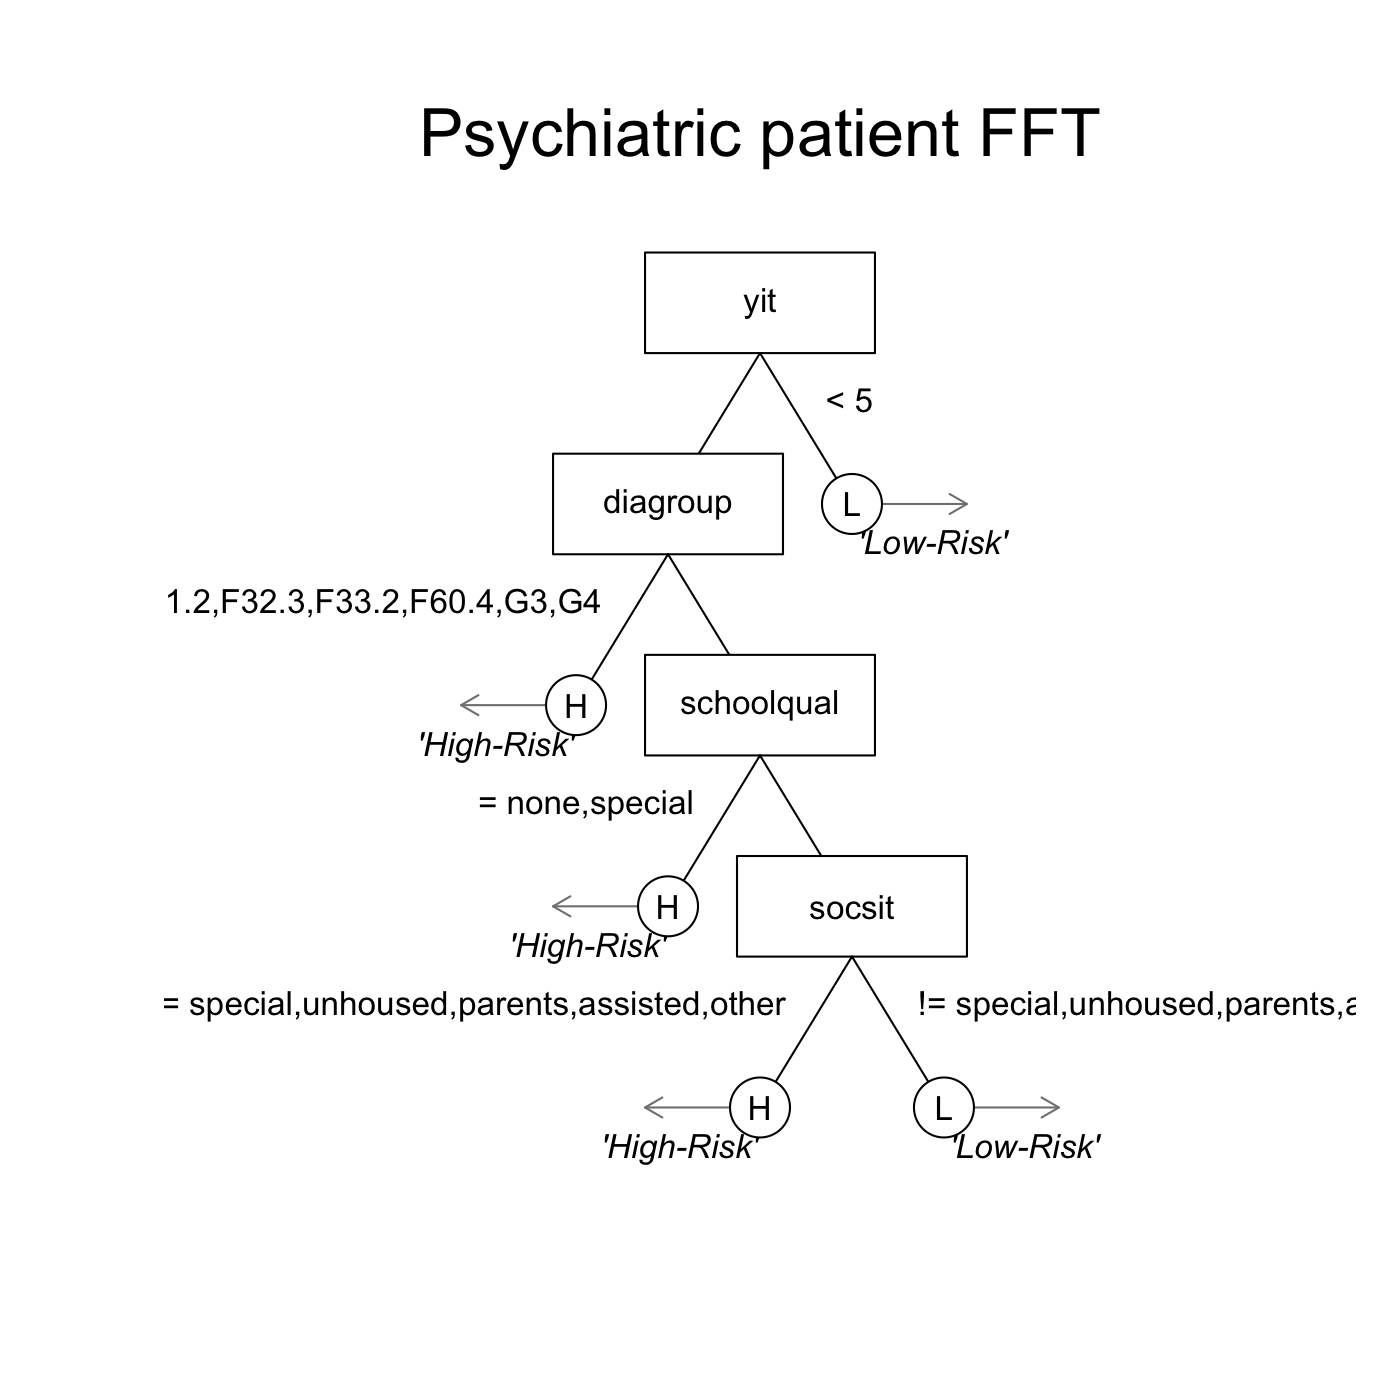 Psychiatric patient FFT
yit
< 5
diagroup
L
'Low-Risk'
1.2,F32.3,F33.2,F60.4,G3,G4
H
schoolqual
'High-Risk'
= none,special
H
socsit
'High-Risk'
= special,unhoused,parents,assisted,other
!= special,unhoused,parents,a
H
L
'High-Risk'
'Low-Risk'